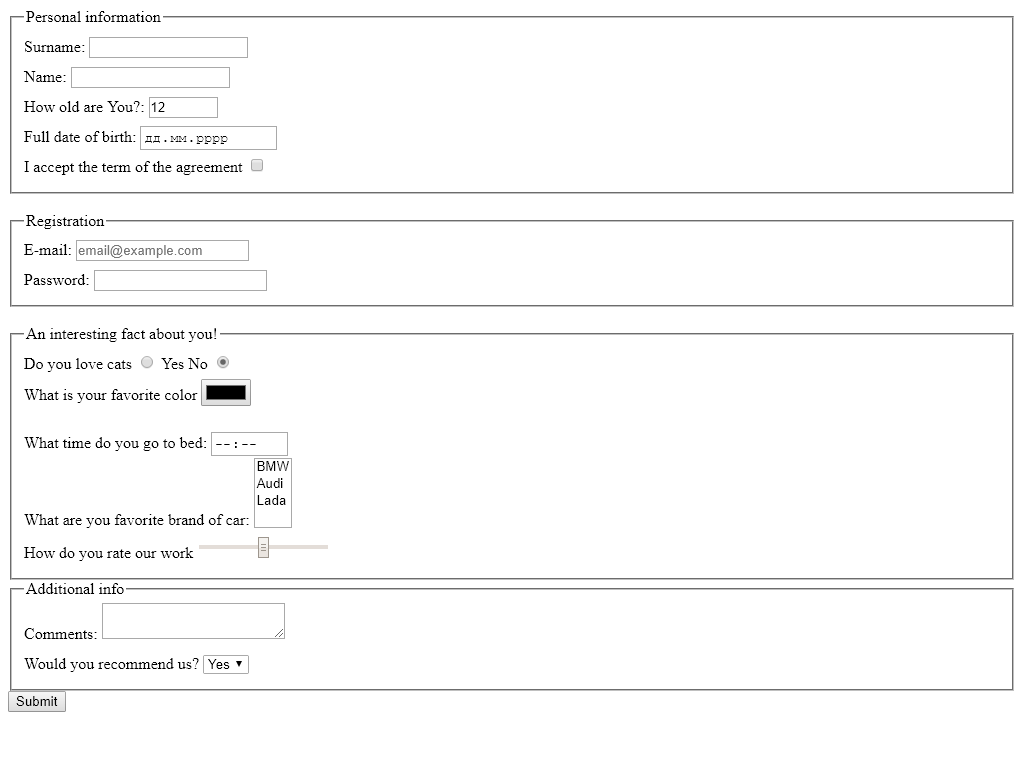 Personal information
Surname:
Name:
How old are You?: 12
Full date of birth: дд.мм.рррр
I accept the term of the agreement
Registration
E-mail: email@example.com
Password:
An interesting fact about you!
Do you love cats Yes No
What is your favorite color
What time do you go to bed: --:--
BMW
Audi
Lada
What are you favorite brand of car:
How do you rate our work
Additional info
Comments:
Would you recommend us? Yes
Submit